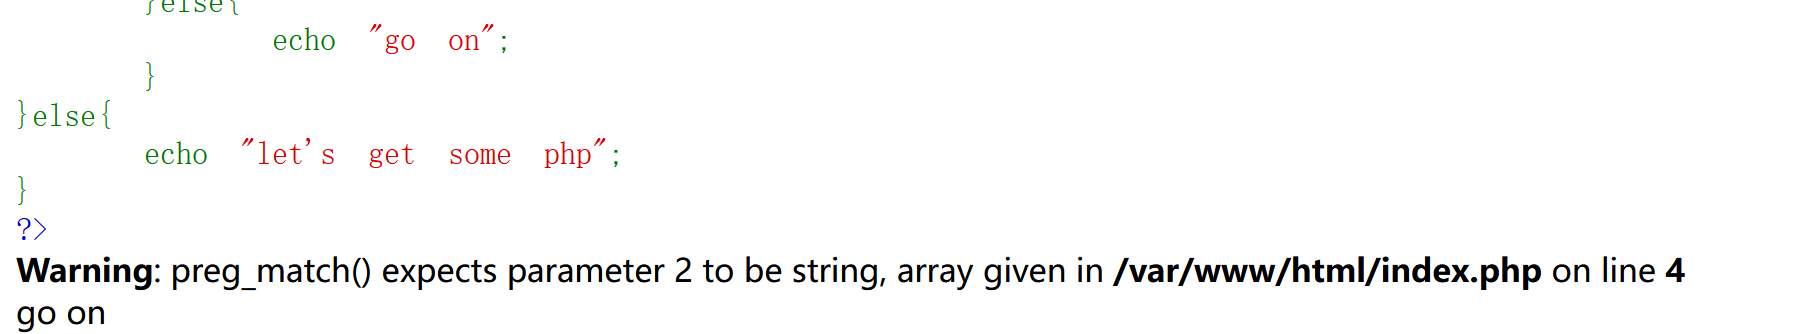 }else{
echo "go on";
}
}else{
echo "let's get some php";
}
?>
Warning: preg_match() expects parameter 2 to be string, array given in /var/www/html/index.php on line 4
go on